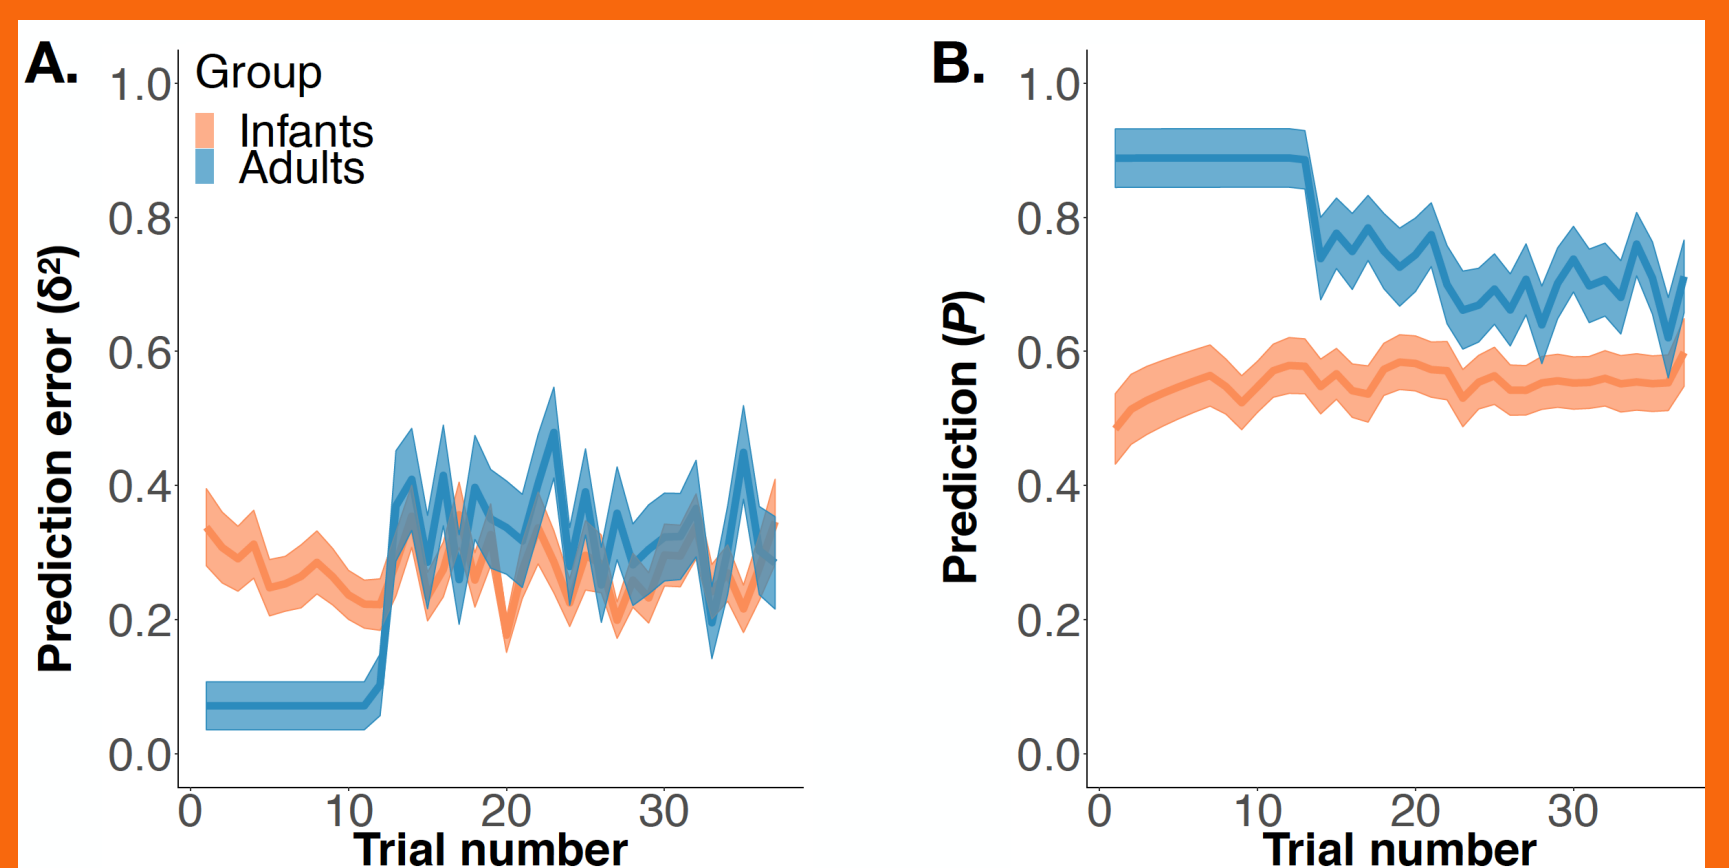 A.
Group
Infants
Adults
1.0
0.8
0.6
0.4
0.2
0.0
Prediction error (δ²)
0 10 20 30
Trial number
B.
1.0
0.8
0.6
0.4
0.2
0.0
Prediction (P)
0 10 20 30
Trial number